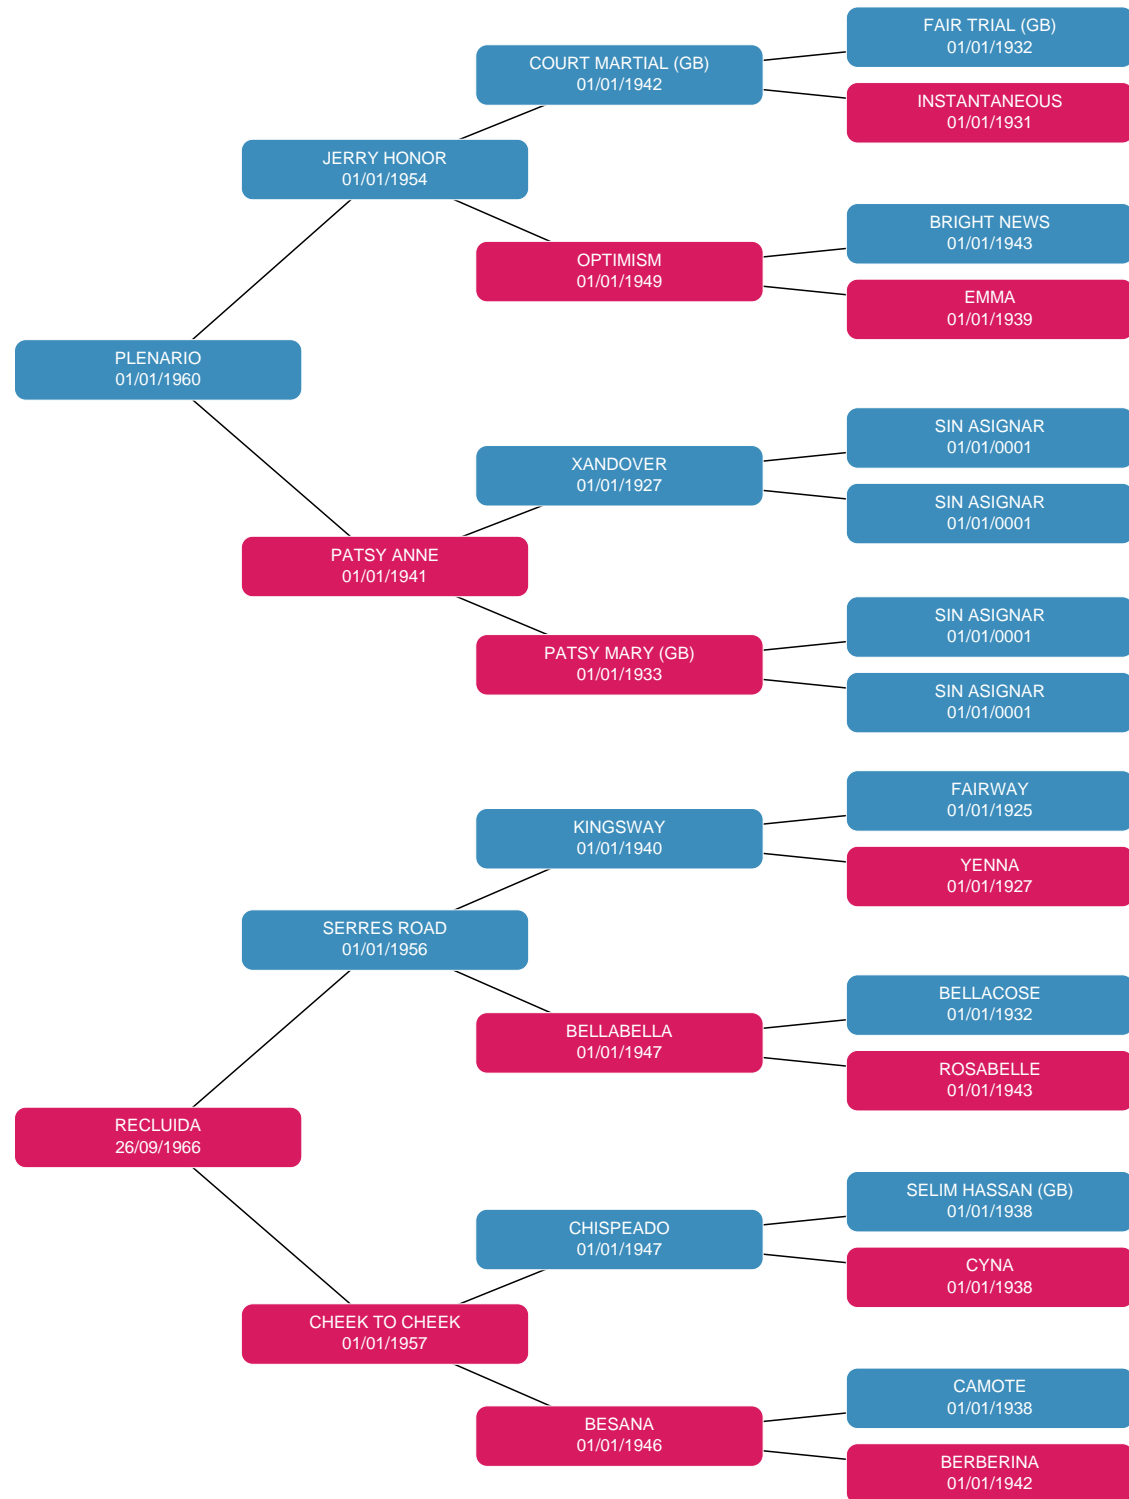 FAIR TRIAL (GB)
01/01/1932
COURT MARTIAL (GB)
01/01/1942
INSTANTANEOUS
01/01/1931
JERRY HONOR
01/01/1954
BRIGHT NEWS
01/01/1943
OPTIMISM
01/01/1949
EMMA
01/01/1939
PLENARIO
01/01/1960
SIN ASIGNAR
01/01/0001
XANDOVER
01/01/1927
SIN ASIGNAR
01/01/0001
PATSY ANNE
01/01/1941
SIN ASIGNAR
01/01/0001
PATSY MARY (GB)
01/01/1933
SIN ASIGNAR
01/01/0001
FAIRWAY
01/01/1925
KINGSWAY
01/01/1940
YENNA
01/01/1927
SERRES ROAD
01/01/1956
BELLACOSE
01/01/1932
BELLABELLA
01/01/1947
ROSABELLE
01/01/1943
RECLUIDA
26/09/1966
SELIM HASSAN (GB)
01/01/1938
CHISPEADO
01/01/1947
CYNA
01/01/1938
CHEEK TO CHEEK
01/01/1957
CAMOTE
01/01/1938
BESANA
01/01/1946
BERBERINA
01/01/1942